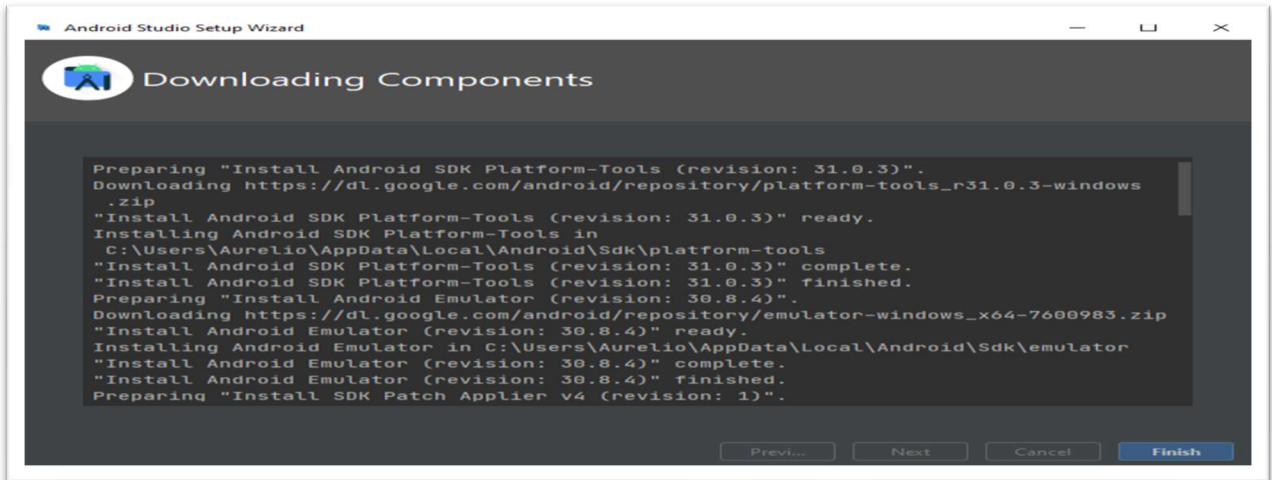 Android Studio Setup Wizard
Downloading Components
Preparing "Install Android SDK Platform-Tools (revision: 31.0.3)".
Downloading https://dl.google.com/android/repository/platform-tools_r31.0.3-windows
.zip
"Install Android SDK Platform-Tools (revision: 31.0.3)" ready.
Installing Android SDK Platform-Tools in
C:\Users\Aurelio\AppData\Local\Android\Sdk\platform-tools
"Install Android SDK Platform-Tools (revision: 31.0.3)" complete.
"Install Android SDK Platform-Tools (revision: 31.0.3)" finished.
Preparing "Install Android Emulator (revision: 30.8.4)".
Downloading https://dl.google.com/android/repository/emulator-windows_x64-7600983.zip
"Install Android Emulator (revision: 30.8.4)" ready.
Installing Android Emulator in C:\Users\Aurelio\AppData\Local\Android\Sdk\emulator
"Install Android Emulator (revision: 30.8.4)" complete.
"Install Android Emulator (revision: 30.8.4)" finished.
Preparing "Install SDK Patch Applier v4 (revision: 1)".
Previ... Next Cancel Finish